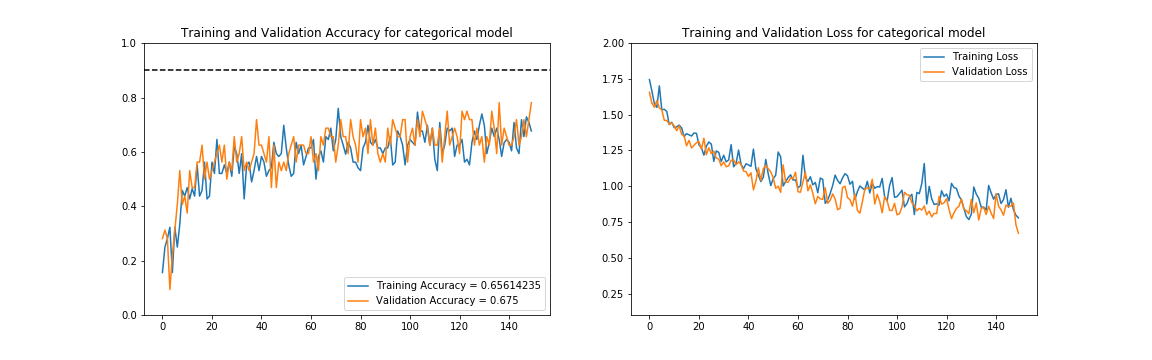 Training and Validation Accuracy for categorical model
1.0
0.8
0.6
0.4
0.2
0.0
Training Accuracy = 0.65614235
Validation Accuracy = 0.675
0 20 40 60 80 100 120 140
Training and Validation Loss for categorical model
2.00
1.75
1.50
1.25
1.00
0.75
0.50
0.25
Training Loss
Validation Loss
0 20 40 60 80 100 120 140